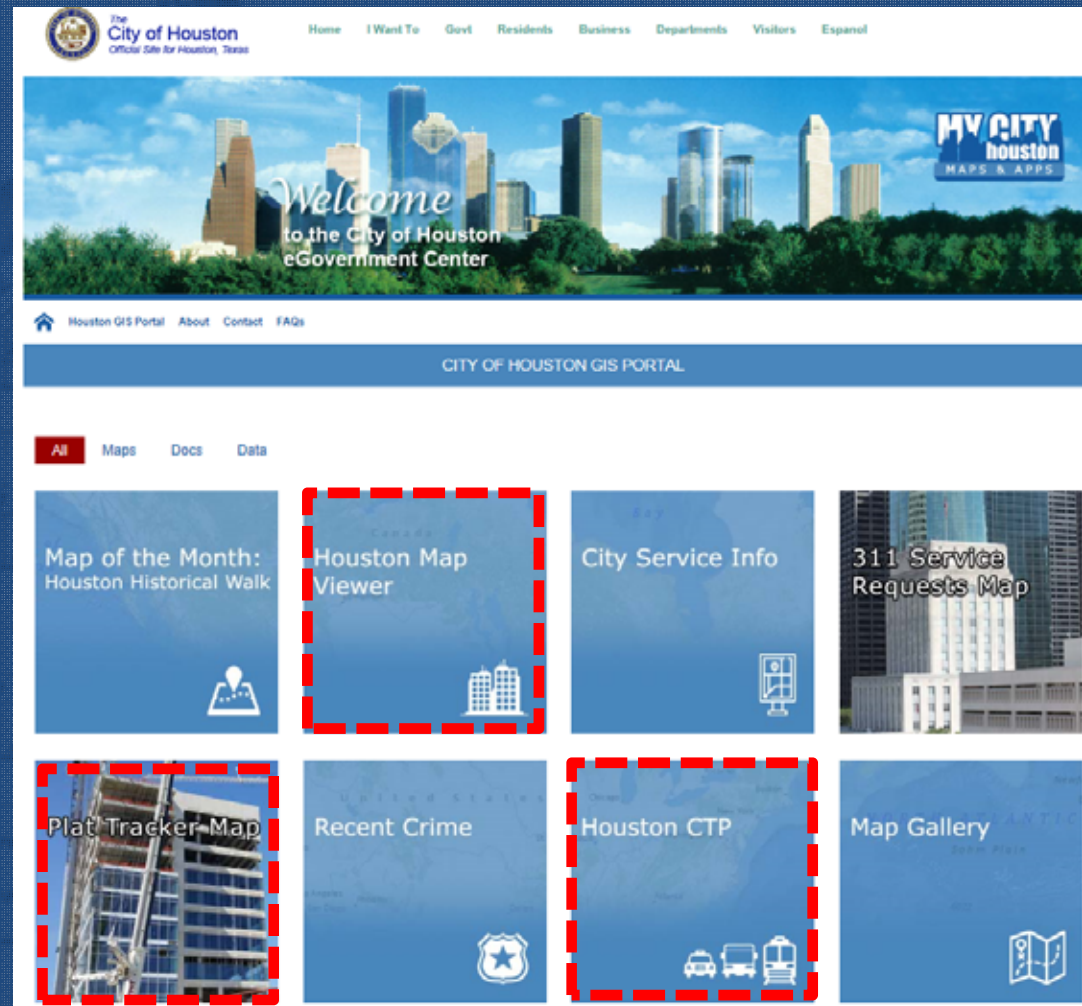 The
City of Houston
Official Site for Houston, Texas
Home I Want To Govt Residents Business Departments Visitors Espanol
MY CITY
houston
MAPS & APPS
Welcome
to the City of Houston
eGovernment Center
Houston GIS Portal About Contact FAQs
CITY OF HOUSTON GIS PORTAL
All Maps Docs Data
Map of the Month:
Houston Historical Walk
Houston Map
Viewer
City Service Info
311 Service
Requests Map
Plat Tracker Map
Recent Crime
Houston CTP
Map Gallery